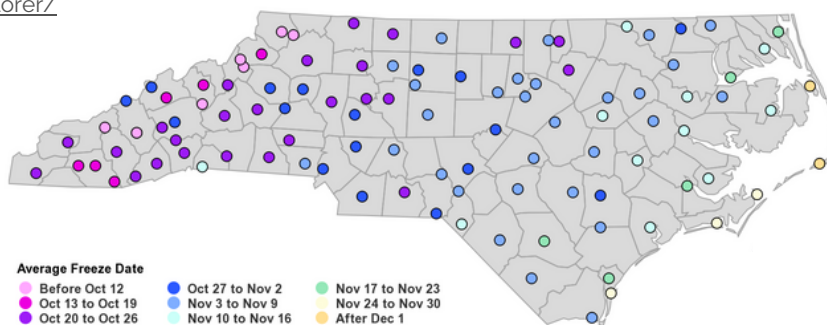 orer/
Average Freeze Date
Before Oct 12
Oct 13 to Oct 19
Oct 20 to Oct 26
Oct 27 to Nov 2
Nov 3 to Nov 9
Nov 10 to Nov 16
Nov 17 to Nov 23
Nov 24 to Nov 30
After Dec 1